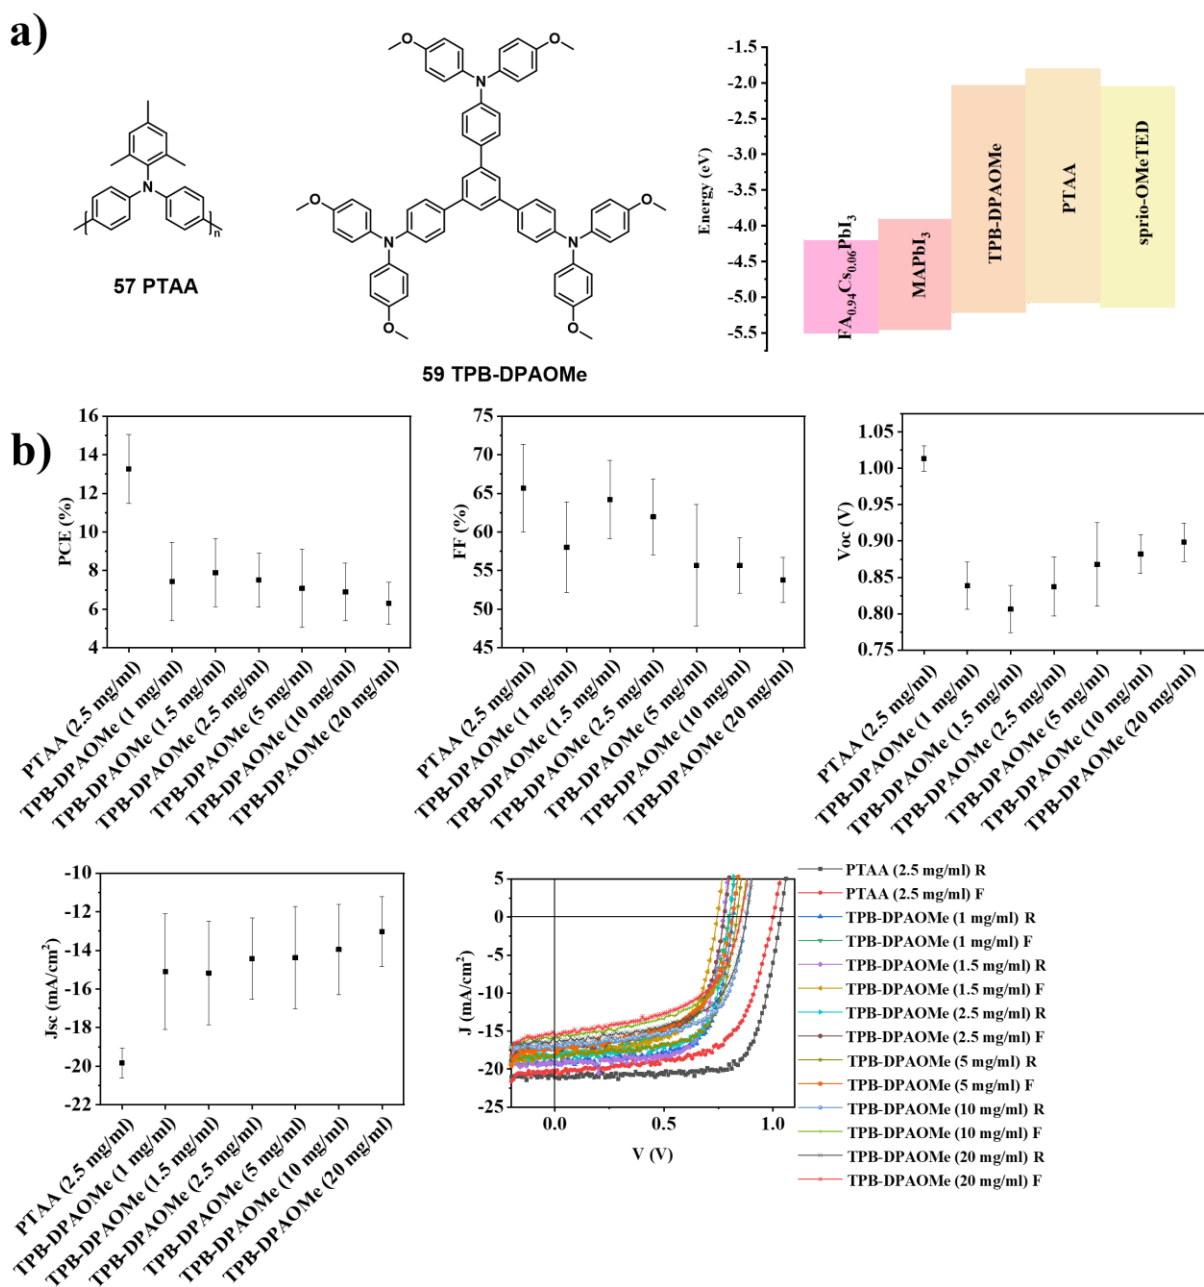 a)
O
O
N
O
O
N
N
O
O
N
n
57 PTAA
59 TPB-DPAOMe
Energy (eV)
-1.5
-2.0
-2.5
-3.0
-3.5
-4.0
-4.5
-5.0
-5.5
FA0.94Cs0.06PbI3
MAPbI3
TPB-DPAOMe
PTAA
sprio-OMeTED
b)
PCE (%)
16
14
12
10
8
6
4
PTAA (2.5 mg/ml)
TPB-DPAOMe (1 mg/ml)
TPB-DPAOMe (1.5 mg/ml)
TPB-DPAOMe (2.5 mg/ml)
TPB-DPAOMe (5 mg/ml)
TPB-DPAOMe (10 mg/ml)
TPB-DPAOMe (20 mg/ml)
FF (%)
75
70
65
60
55
50
45
PTAA (2.5 mg/ml)
TPB-DPAOMe (1 mg/ml)
TPB-DPAOMe (1.5 mg/ml)
TPB-DPAOMe (2.5 mg/ml)
TPB-DPAOMe (5 mg/ml)
TPB-DPAOMe (10 mg/ml)
TPB-DPAOMe (20 mg/ml)
Voc (V)
1.05
1.00
0.95
0.90
0.85
0.80
0.75
PTAA (2.5 mg/ml)
TPB-DPAOMe (1 mg/ml)
TPB-DPAOMe (1.5 mg/ml)
TPB-DPAOMe (2.5 mg/ml)
TPB-DPAOMe (5 mg/ml)
TPB-DPAOMe (10 mg/ml)
TPB-DPAOMe (20 mg/ml)
Jsc (mA/cm²)
-10
-12
-14
-16
-18
-20
-22
PTAA (2.5 mg/ml)
TPB-DPAOMe (1 mg/ml)
TPB-DPAOMe (1.5 mg/ml)
TPB-DPAOMe (2.5 mg/ml)
TPB-DPAOMe (5 mg/ml)
TPB-DPAOMe (10 mg/ml)
TPB-DPAOMe (20 mg/ml)
J (mA/cm²)
5
0
-5
-10
-15
-20
-25
0.0
0.5
1.0
V (V)
PTAA (2.5 mg/ml) R
PTAA (2.5 mg/ml) F
TPB-DPAOMe (1 mg/ml) R
TPB-DPAOMe (1 mg/ml) F
TPB-DPAOMe (1.5 mg/ml) R
TPB-DPAOMe (1.5 mg/ml) F
TPB-DPAOMe (2.5 mg/ml) R
TPB-DPAOMe (2.5 mg/ml) F
TPB-DPAOMe (5 mg/ml) R
TPB-DPAOMe (5 mg/ml) F
TPB-DPAOMe (10 mg/ml) R
TPB-DPAOMe (10 mg/ml) F
TPB-DPAOMe (20 mg/ml) R
TPB-DPAOMe (20 mg/ml) F